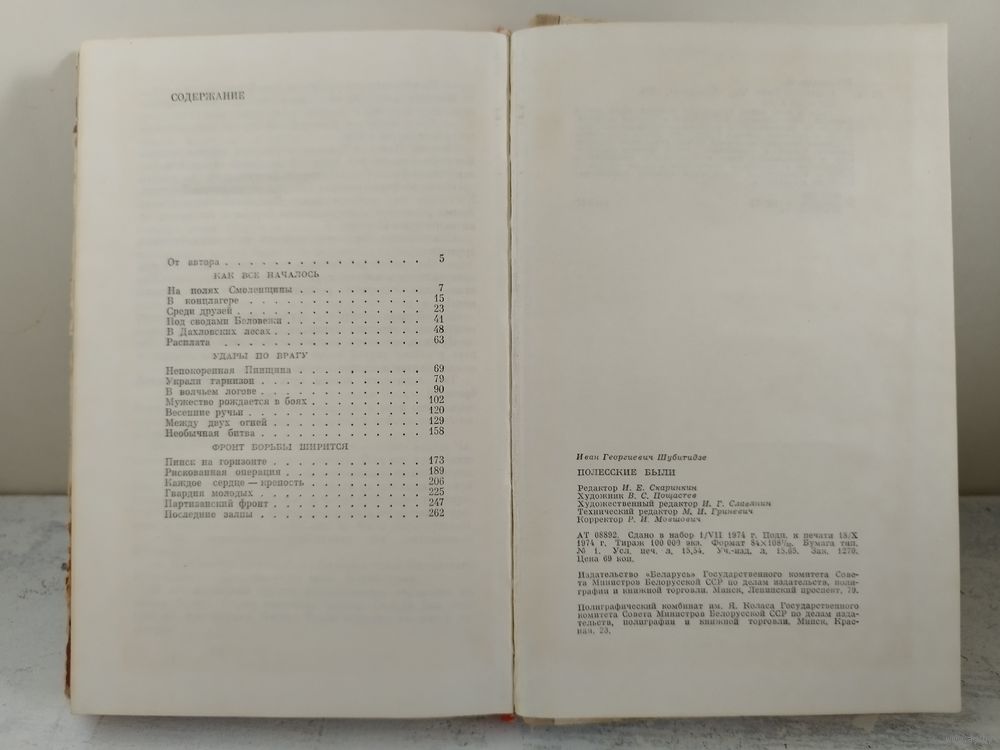 СОДЕРЖАНИЕ
От автора . . . . . . . . . . . . . . . . 5
КАК ВСЕ НАЧАЛОСЬ
На полях Смоленщины . . . . . . . . . . 7
В концлагере . . . . . . . . . . . . . . 15
Среди друзей . . . . . . . . . . . . . . . 23
Под сводами Беловежи . . . . . . . . . . . 41
В Дахловских лесах . . . . . . . . . . . . 48
Расплата . . . . . . . . . . . . . . . . 63
УДАРЫ ПО ВРАГУ
Непокоренная Пинщина . . . . . . . . . . 69
Украли гарнизон . . . . . . . . . . . . . 79
В волчьем логове . . . . . . . . . . . . . 90
Мужество рождается в боях . . . . . . . . . 102
Весенние ручьи . . . . . . . . . . . . . . 120
Между двух огней . . . . . . . . . . . . 129
Необычная битва . . . . . . . . . . . . . 158
ФРОНТ БОРЬБЫ ШИРИТСЯ
Пинск на горизонте . . . . . . . . . . . . 173
Рискованная операция . . . . . . . . . . . 189
Каждое сердце — крепость . . . . . . . . . 206
Гвардия молодых . . . . . . . . . . . . . 225
Партизанский фронт . . . . . . . . . . . . 247
Последние залпы . . . . . . . . . . . . . 262
Иван Георгиевич Шубитидзе
ПОЛЕССКИЕ БЫЛИ
Редактор И. Е. Скаринкин
Художник В. С. Пощастев
Художественный редактор И. Г. Славянин
Технический редактор М. И. Гриневич
Корректор Р. И. Мовшович
АТ 08892. Сдано в набор 1/VII 1974 г. Подп. к печати 18/X
1974 г. Тираж 100 000 экз. Формат 84×108 1/32. Бумага тип.
№ 1. Усл. печ. л. 15,54. Уч.-изд. л. 15,65. Зак. 1270.
Цена 69 коп.
Издательство «Беларусь» Государственного комитета Сове-
та Министров Белорусской ССР по делам издательств, поли-
графии и книжной торговли. Минск, Ленинский проспект, 79.
Полиграфический комбинат им. Я. Коласа Государственного
комитета Совета Министров Белорусской ССР по делам изда-
тельств, полиграфии и книжной торговли. Минск, Крас-
ная, 23.